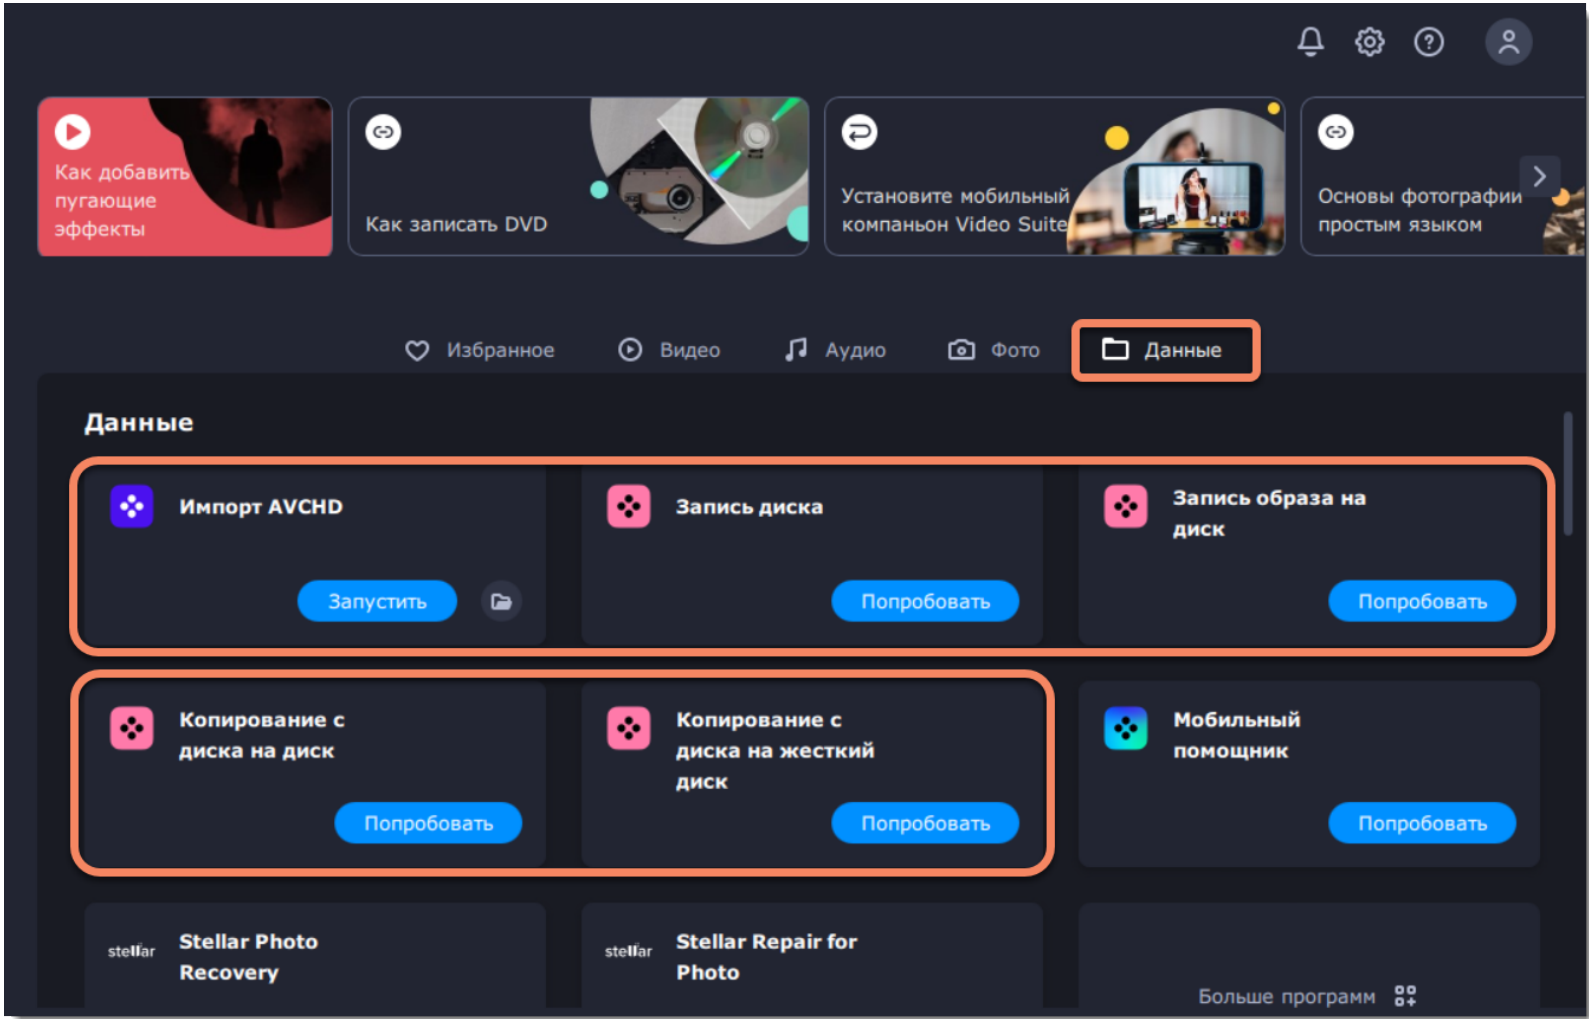 Как добавить
пугающие
эффекты
Как записать DVD
Установите мобильный
компаньон Video Suite
Основы фотографии
простым языком
Избранное
Видео
Аудио
Фото
Данные
Данные
Импорт AVCHD
Запустить
Запись диска
Попробовать
Запись образа на
диск
Попробовать
Копирование с
диска на диск
Попробовать
Копирование с
диска на жесткий
диск
Попробовать
Мобильный
помощник
Попробовать
stellar
Stellar Photo
Recovery
stellar
Stellar Repair for
Photo
Больше программ